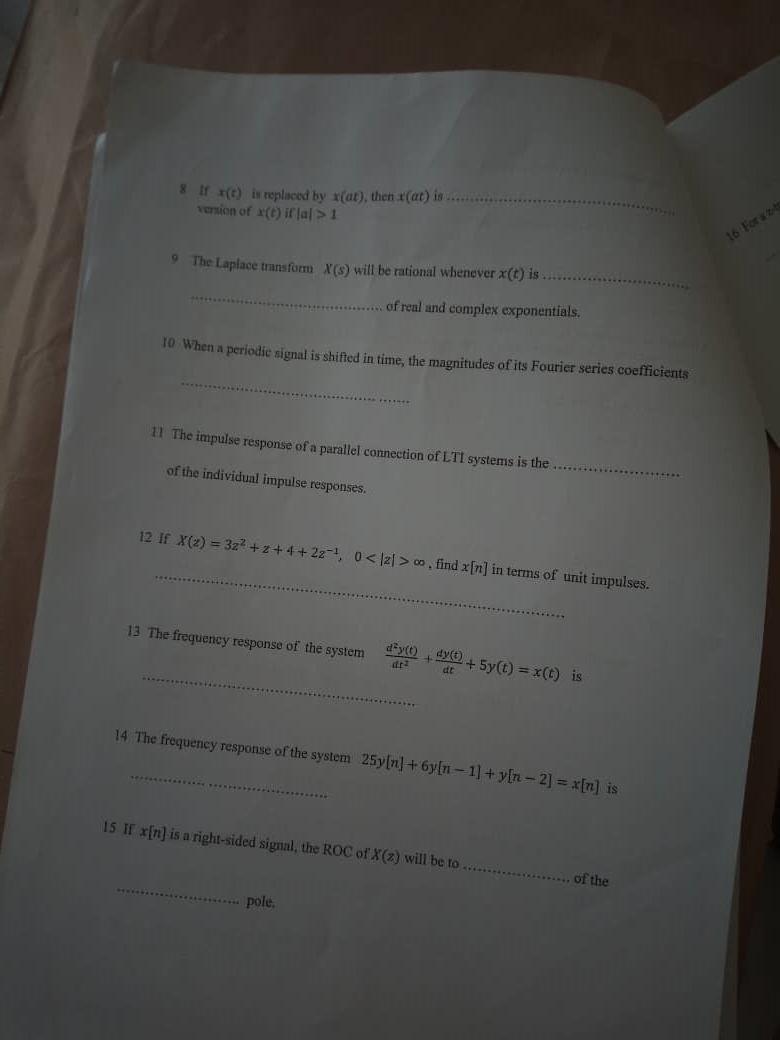 8 If x(t) is replaced by x(at), then x(at) is ........................................................
version of x(t) if |a| > 1
9 The Laplace transform X(s) will be rational whenever x(t) is ....................................
............................................. of real and complex exponentials.
10 When a periodic signal is shifted in time, the magnitudes of its Fourier series coefficients
............................................. .......
11 The impulse response of a parallel connection of LTI systems is the ..............................
of the individual impulse responses.
12 If X(z) = 3z² + z + 4 + 2z⁻¹, 0 < |z| > ∞, find x[n] in terms of unit impulses.
................................................................................................
13 The frequency response of the system d²y(t)/dt² + dy(t)/dt + 5y(t) = x(t) is
................................................................
14 The frequency response of the system 25y[n] + 6y[n − 1] + y[n − 2] = x[n] is
.................. .............................
15 If x[n] is a right-sided signal, the ROC of X(z) will be to ......................... of the
............................. pole.
16 For a